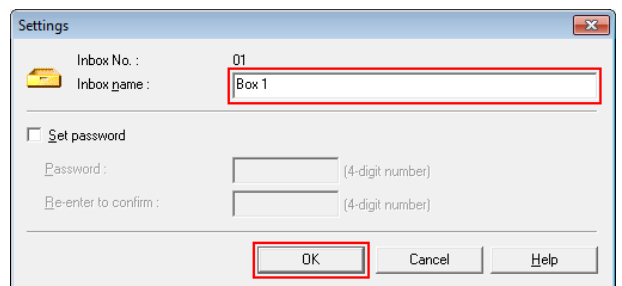 Settings
Inbox No. : 01
Inbox name : Box 1
Set password
Password : (4-digit number)
Re-enter to confirm : (4-digit number)
OK Cancel Help